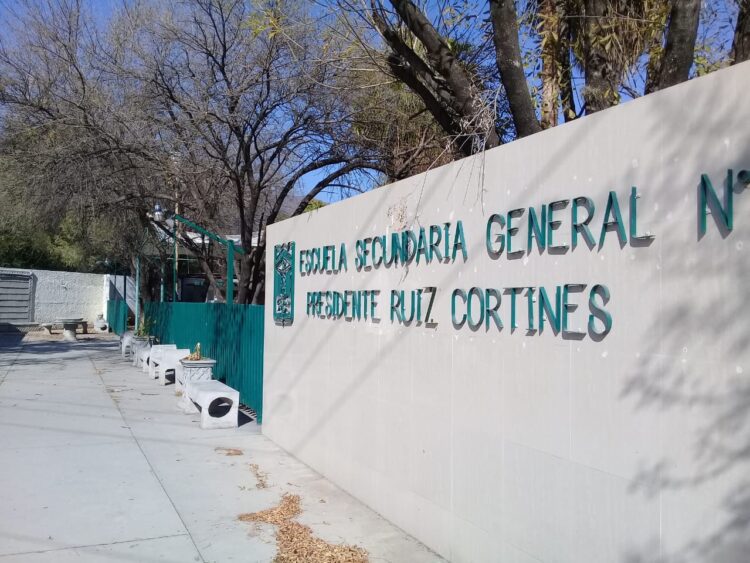 ESCUELA SECUNDARIA GENERAL N°
PRESIDENTE RUIZ CORTINES